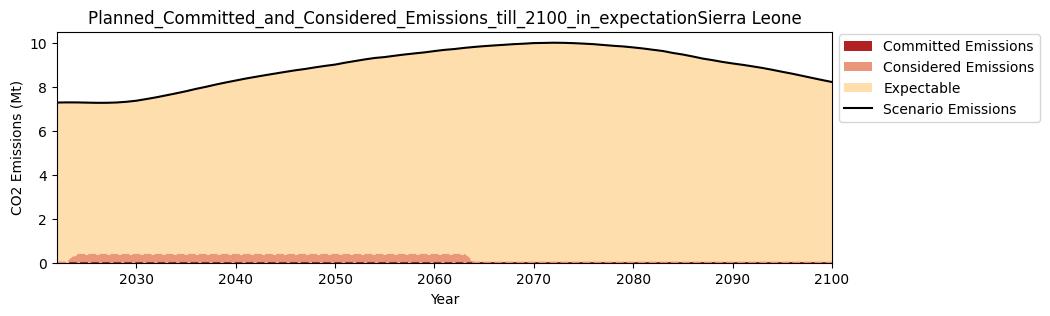 Planned_Committed_and_Considered_Emissions_till_2100_in_expectationSierra Leone
10
8
6
4
2
0
CO2 Emissions (Mt)
2030 2040 2050 2060 2070 2080 2090 2100
Year
Committed Emissions
Considered Emissions
Expectable
Scenario Emissions